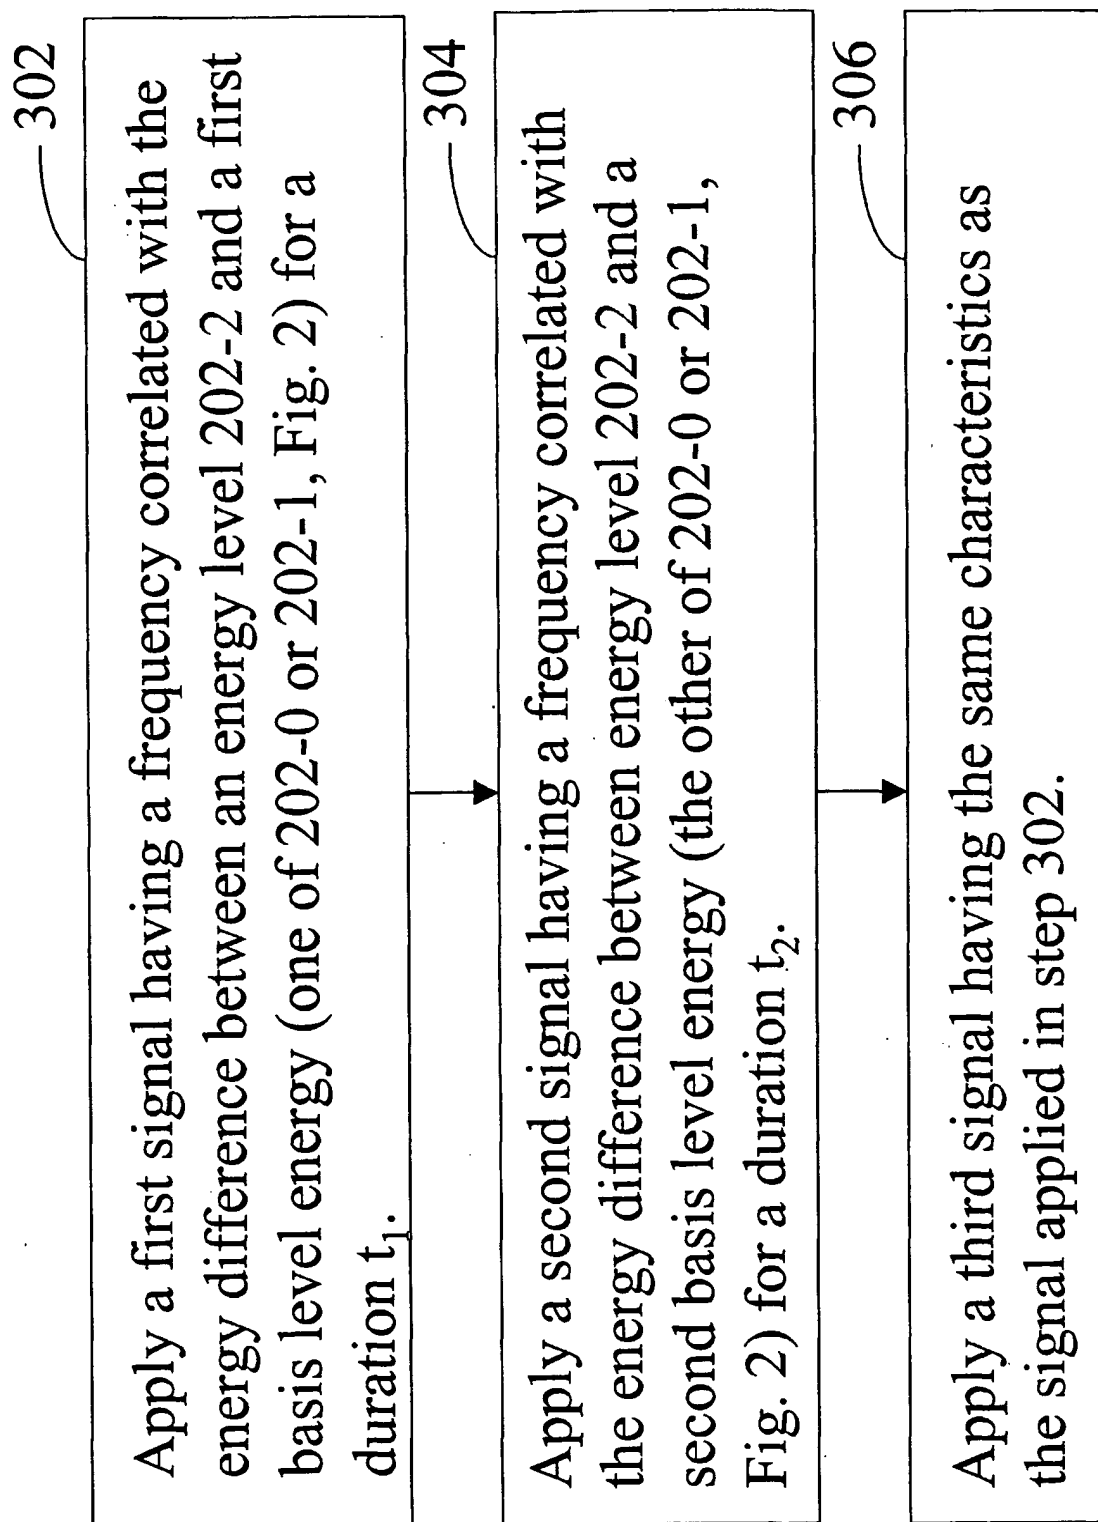 302
Apply a first signal having a frequency correlated with the
energy difference between an energy level 202-2 and a first
basis level energy (one of 202-0 or 202-1, Fig. 2) for a
duration t1.
304
Apply a second signal having a frequency correlated with
the energy difference between energy level 202-2 and a
second basis level energy (the other of 202-0 or 202-1,
Fig. 2) for a duration t2.
306
Apply a third signal having the same characteristics as
the signal applied in step 302.